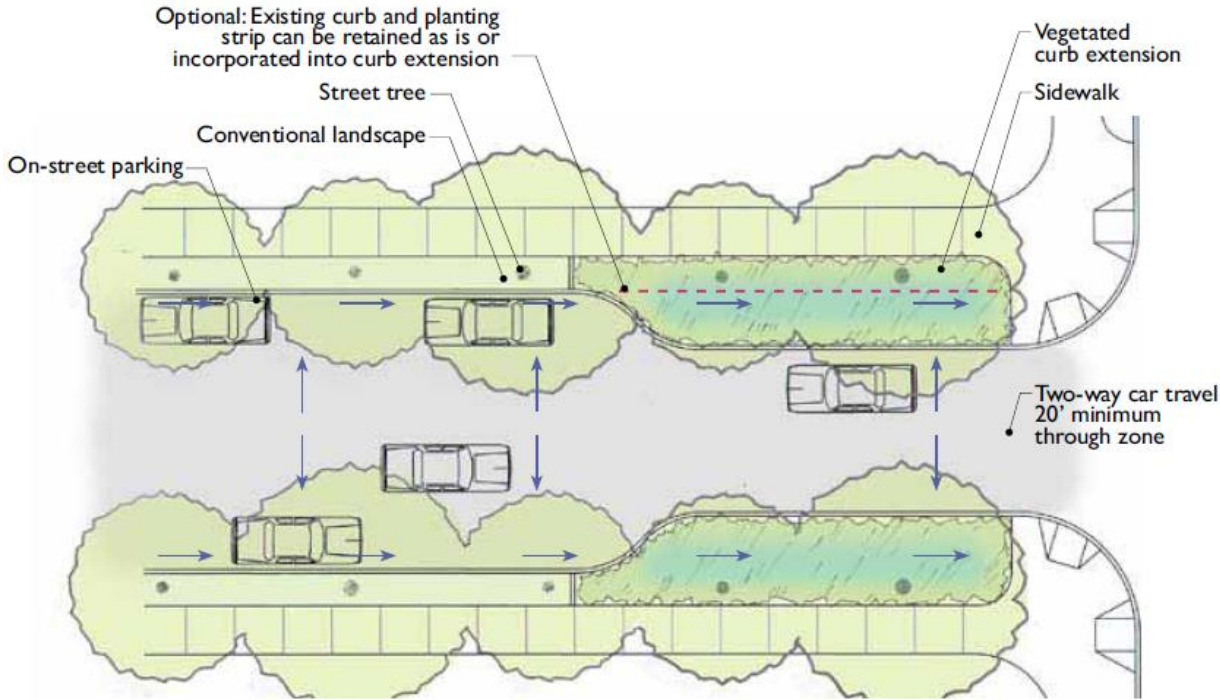 Optional: Existing curb and planting
strip can be retained as is or
incorporated into curb extension
Street tree
Conventional landscape
On-street parking
Vegetated
curb extension
Sidewalk
Two-way car travel
20' minimum
through zone